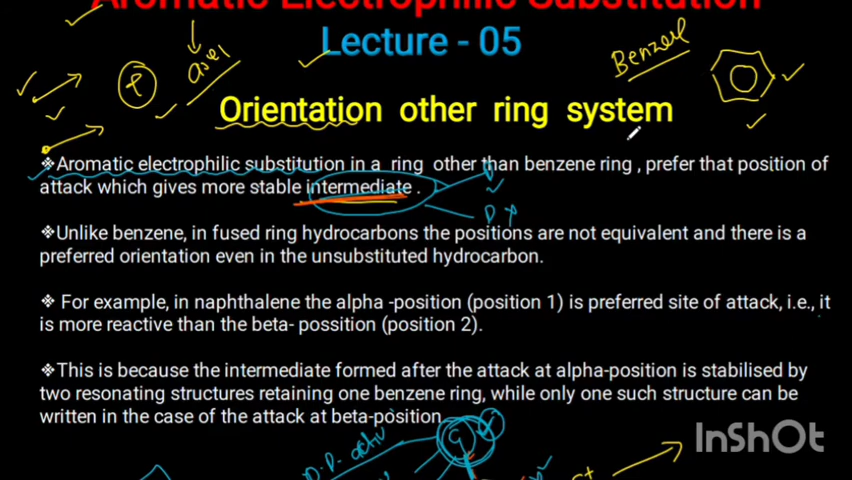 Aromatic Electrophilic Substitution
Lecture - 05
Benzene
Orientation other ring system
❖Aromatic electrophilic substitution in a ring other than benzene ring , prefer that position of
attack which gives more stable intermediate .
❖Unlike benzene, in fused ring hydrocarbons the positions are not equivalent and there is a
preferred orientation even in the unsubstituted hydrocarbon.
❖ For example, in naphthalene the alpha -position (position 1) is preferred site of attack, i.e., it
is more reactive than the beta- possition (position 2).
❖This is because the intermediate formed after the attack at alpha-position is stabilised by
two resonating structures retaining one benzene ring, while only one such structure can be
written in the case of the attack at beta-position
InShOt